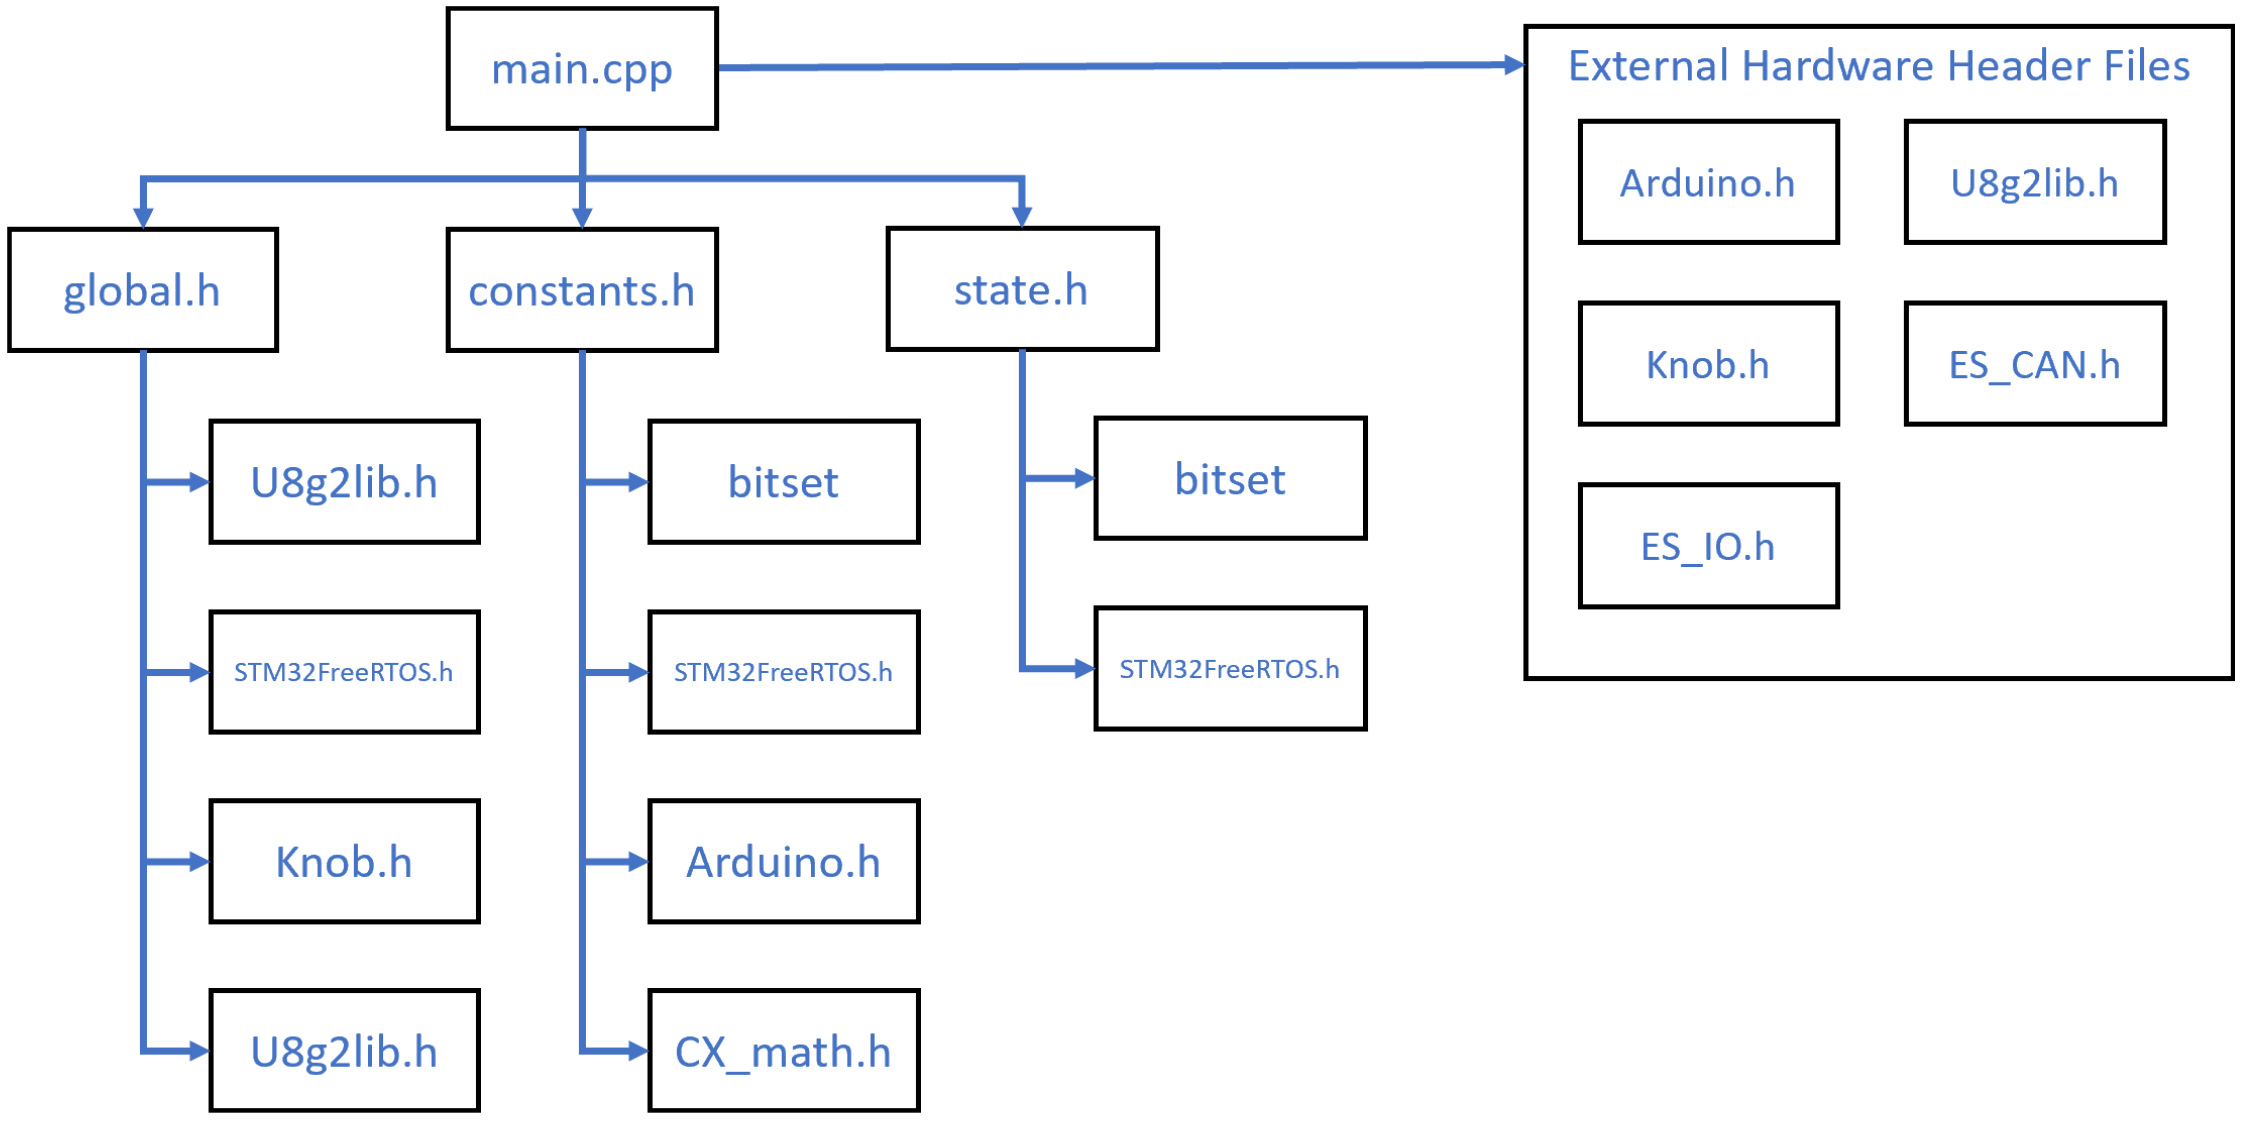 main.cpp
global.h
U8g2lib.h
STM32FreeRTOS.h
Knob.h
U8g2lib.h
constants.h
bitset
STM32FreeRTOS.h
Arduino.h
CX_math.h
state.h
bitset
STM32FreeRTOS.h
External Hardware Header Files
Arduino.h
U8g2lib.h
Knob.h
ES_CAN.h
ES_IO.h